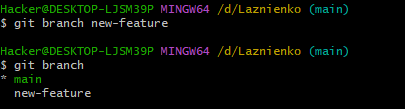 Hacker@DESKTOP-LJSM39P MINGW64 /d/Laznienko (main)
$ git branch new-feature
Hacker@DESKTOP-LJSM39P MINGW64 /d/Laznienko (main)
$ git branch
* main
new-feature